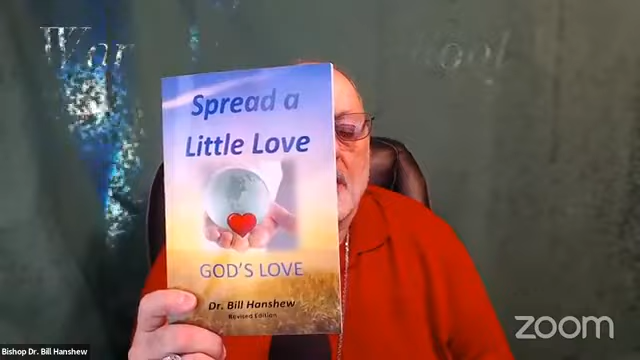 Spread a
Little Love
GOD'S LOVE
Dr. Bill Hanshew
Revised Edition
Bishop Dr. Bill Hanshew
zoom